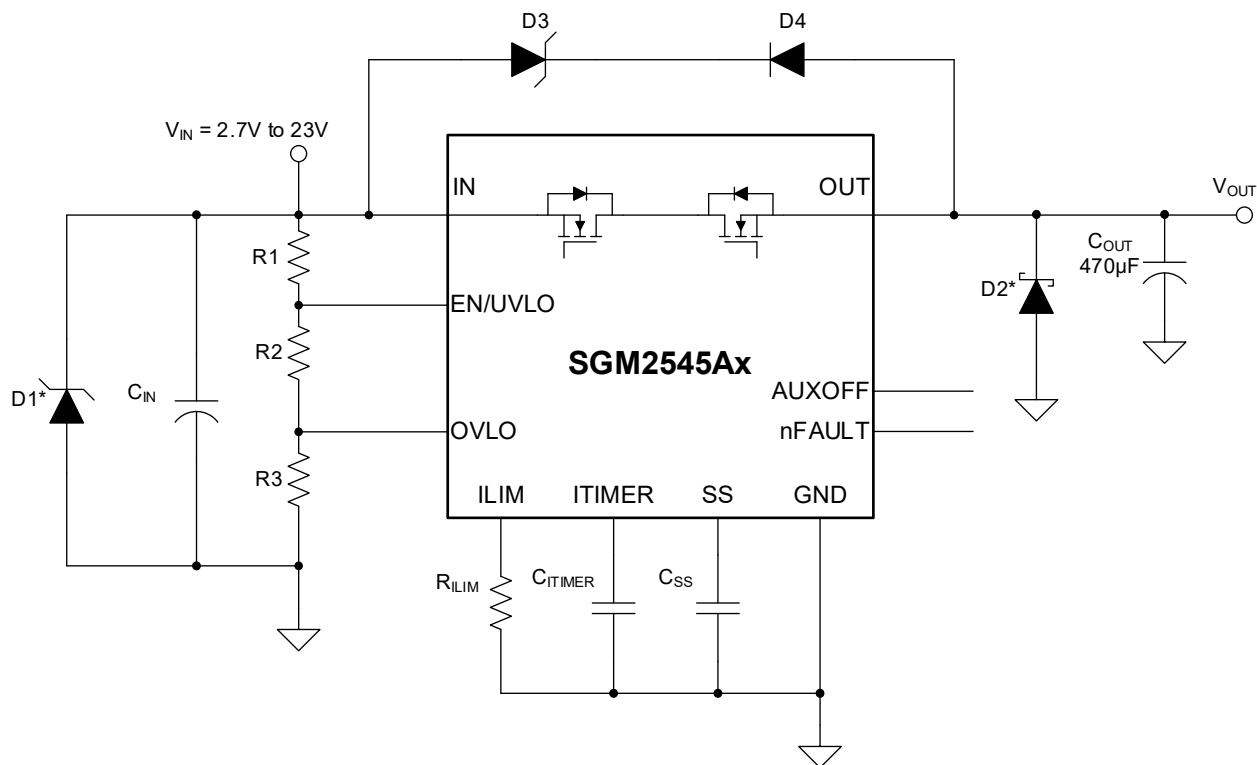 D3
D4
V_IN = 2.7V to 23V
IN
OUT
V_OUT
R1
C_OUT
470µF
EN/UVLO
D2*
R2
SGM2545Ax
D1*
C_IN
AUXOFF
OVLO
nFAULT
R3
ILIM
ITIMER
SS
GND
R_ILIM
C_ITIMER
C_SS